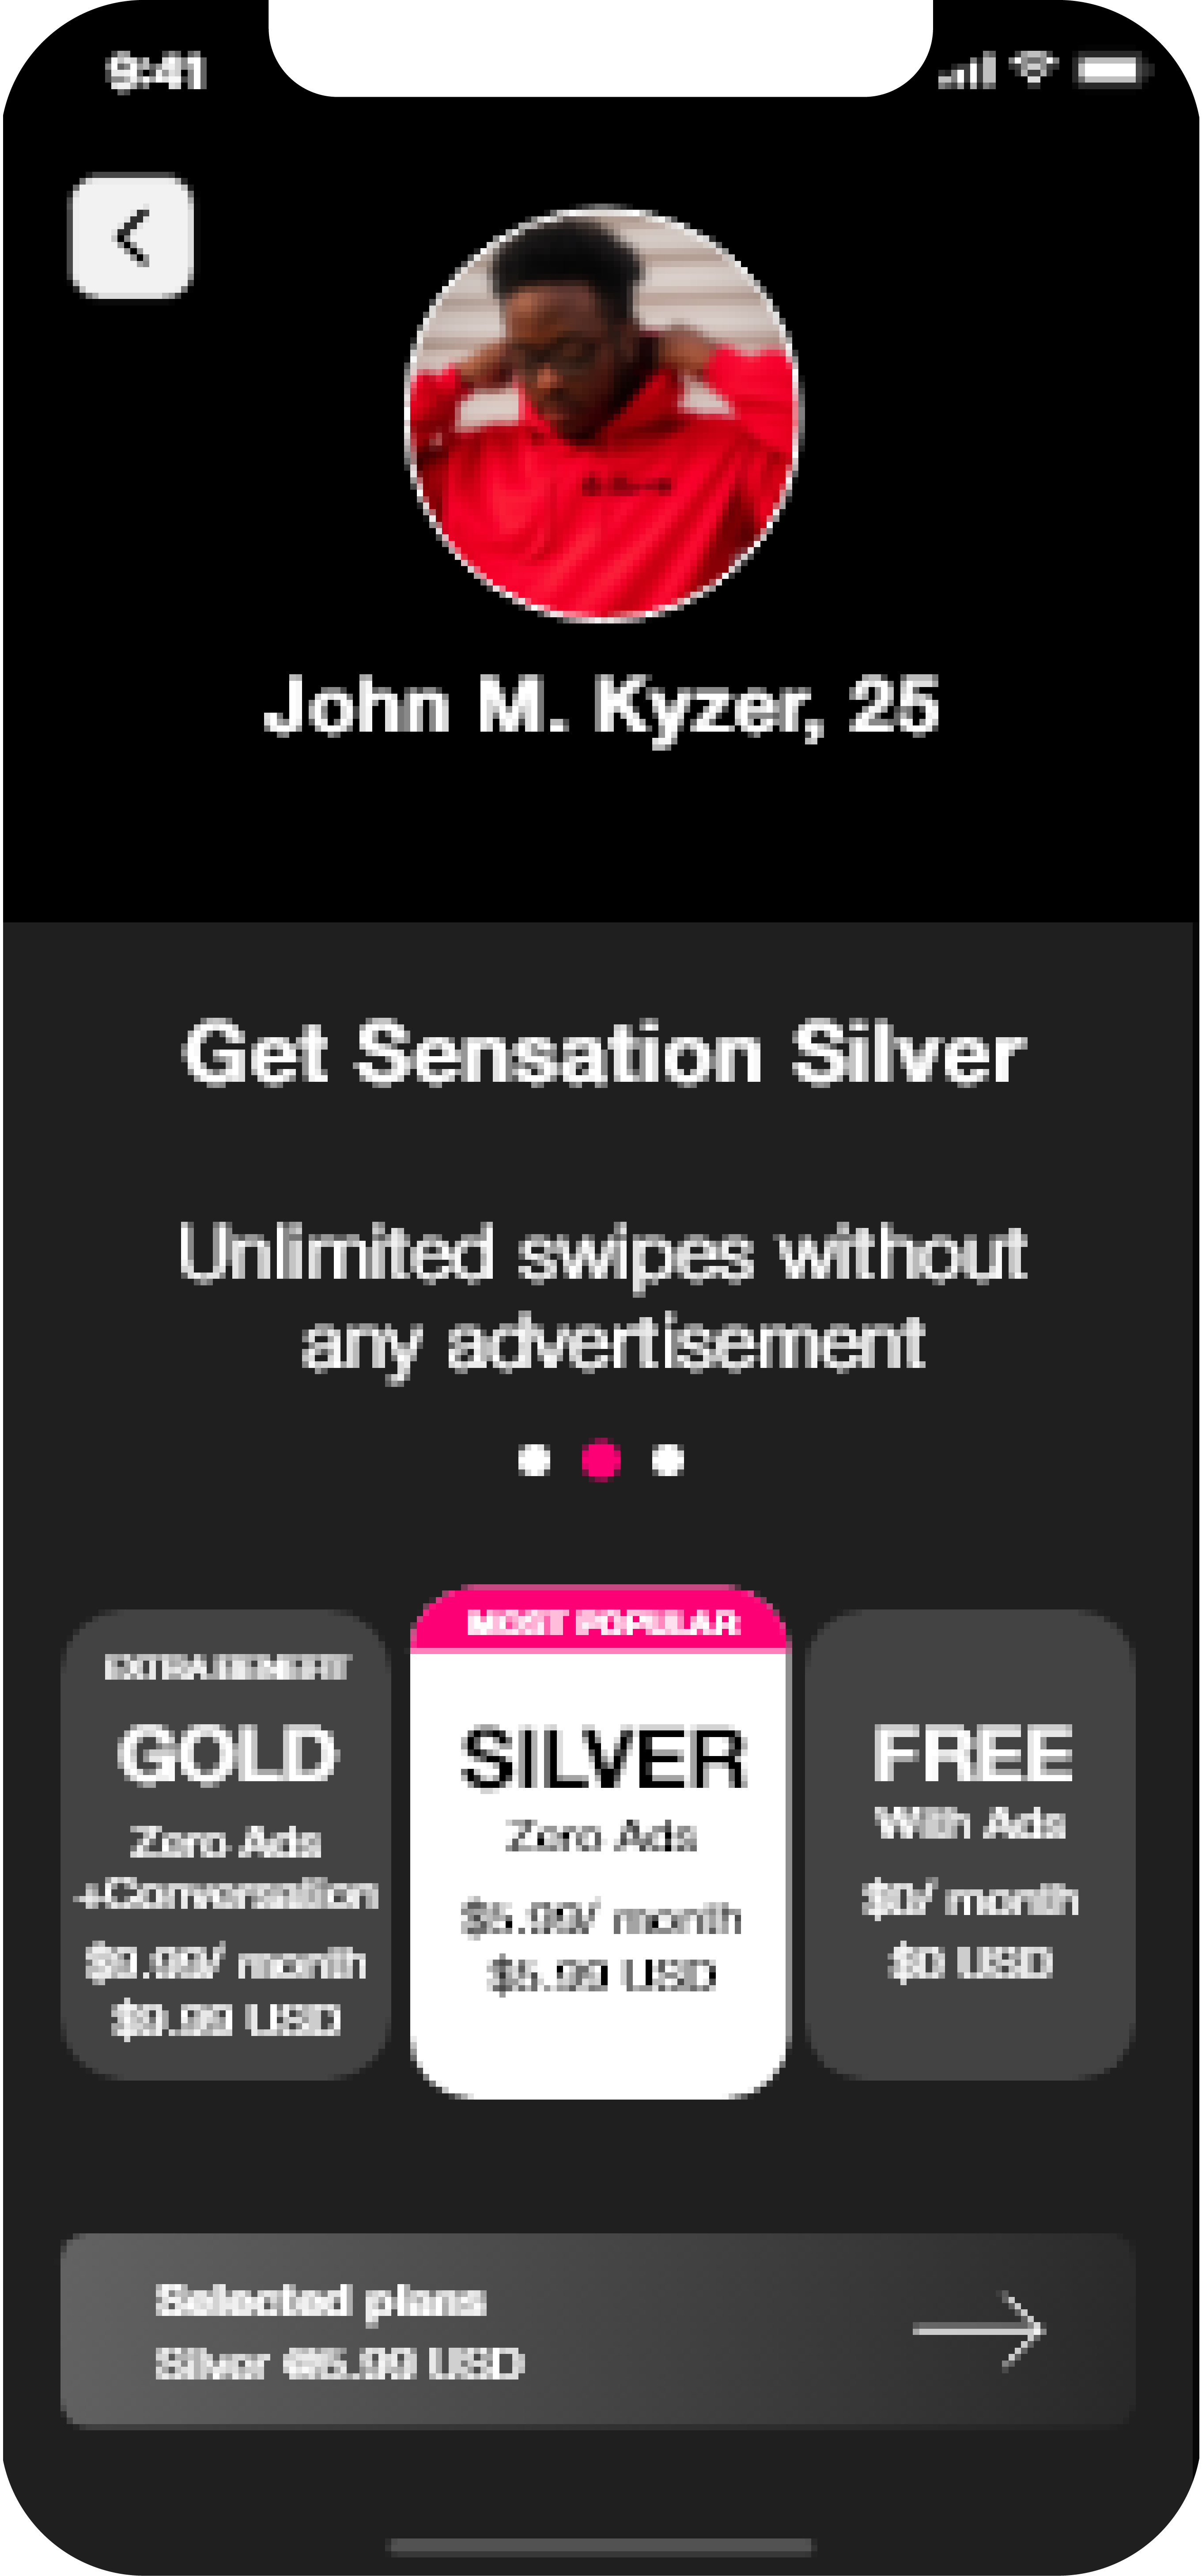 9:41
John M. Kyzer, 25
Get Sensation Silver
Unlimited swipes without
any advertisement
MOST POPULAR
EXTRA BENEFIT
GOLD
Zero Ads
+Conversation
$9.99/ month
$9.99 USD
SILVER
Zero Ads
$5.99/ month
$5.99 USD
FREE
With Ads
$0/ month
$0 USD
Selected plans
Silver @5.99 USD